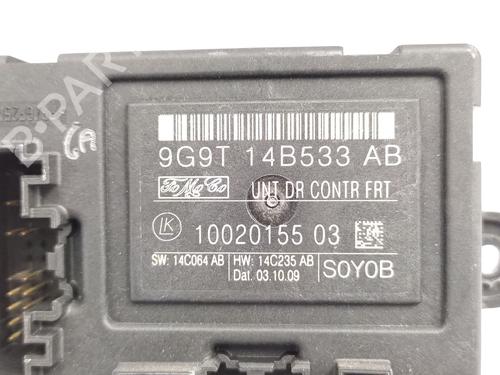 9G9T 14B533 AB
FoMoCo UNT DR CONTR FRT
LK 10020155 03
SW: 14C064 AB HW: 14C235 AB
Dat. 03.10.09 S0Y0B